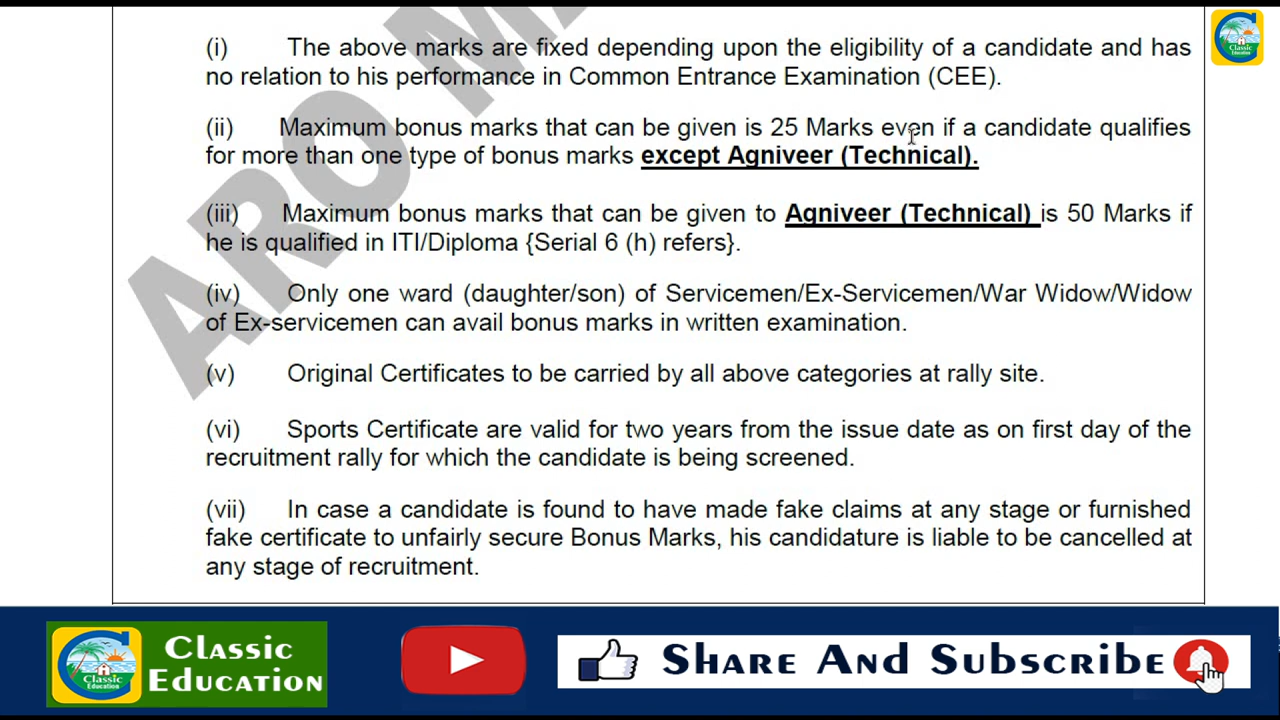 (i) The above marks are fixed depending upon the eligibility of a candidate and has
no relation to his performance in Common Entrance Examination (CEE).
(ii) Maximum bonus marks that can be given is 25 Marks even if a candidate qualifies
for more than one type of bonus marks except Agniveer (Technical).
(iii) Maximum bonus marks that can be given to Agniveer (Technical) is 50 Marks if
he is qualified in ITI/Diploma {Serial 6 (h) refers}.
(iv) Only one ward (daughter/son) of Servicemen/Ex-Servicemen/War Widow/Widow
of Ex-servicemen can avail bonus marks in written examination.
(v) Original Certificates to be carried by all above categories at rally site.
(vi) Sports Certificate are valid for two years from the issue date as on first day of the
recruitment rally for which the candidate is being screened.
(vii) In case a candidate is found to have made fake claims at any stage or furnished
fake certificate to unfairly secure Bonus Marks, his candidature is liable to be cancelled at
any stage of recruitment.
ARO
Classic
Education
Classic
Education
Classic
Education
Share And Subscribe